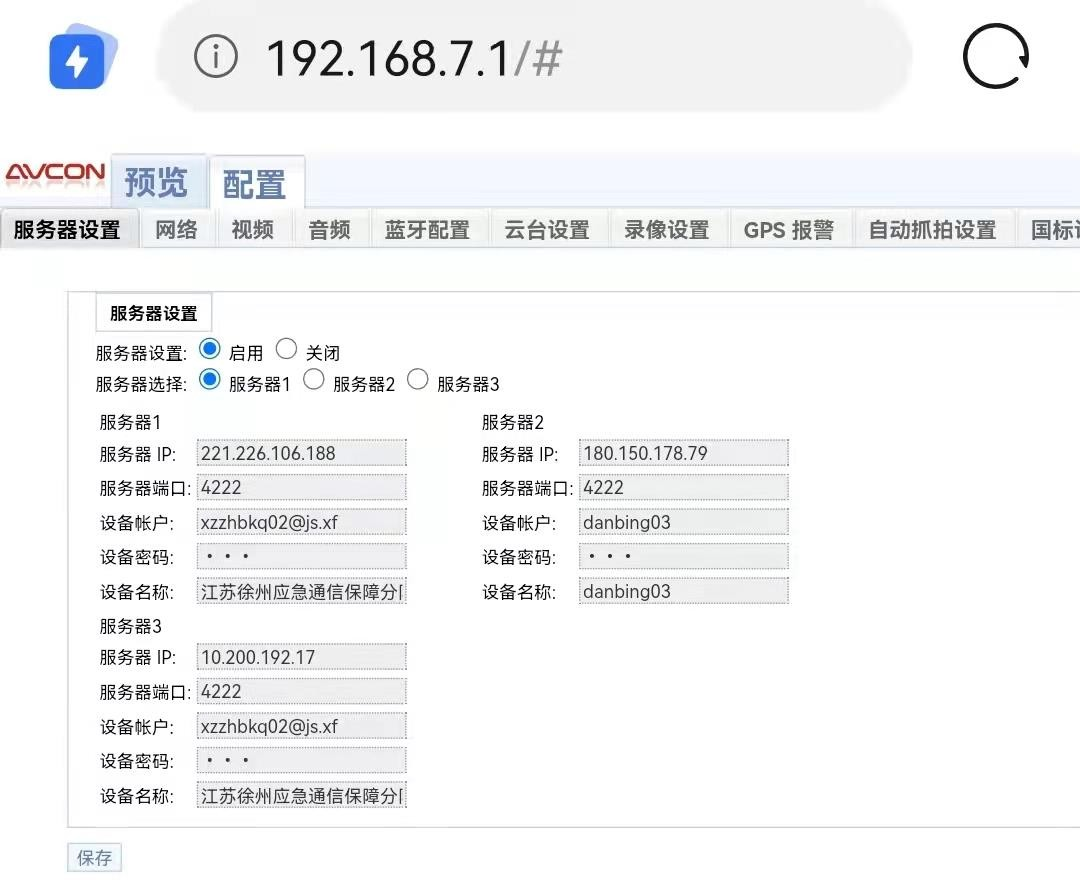 192.168.7.1/#
AVCON 预览 配置
服务器设置 网络 视频 音频 蓝牙配置 云台设置 录像设置 GPS 报警 自动抓拍设置 国标
服务器设置
服务器设置: 启用 关闭
服务器选择: 服务器1 服务器2 服务器3
服务器1
服务器 IP: 221.226.106.188
服务器端口: 4222
设备帐户: xzzhbkq02@js.xf
设备密码: • • •
设备名称: 江苏徐州应急通信保障分
服务器2
服务器 IP: 180.150.178.79
服务器端口: 4222
设备帐户: danbing03
设备密码: • • •
设备名称: danbing03
服务器3
服务器 IP: 10.200.192.17
服务器端口: 4222
设备帐户: xzzhbkq02@js.xf
设备密码: • • •
设备名称: 江苏徐州应急通信保障分
保存